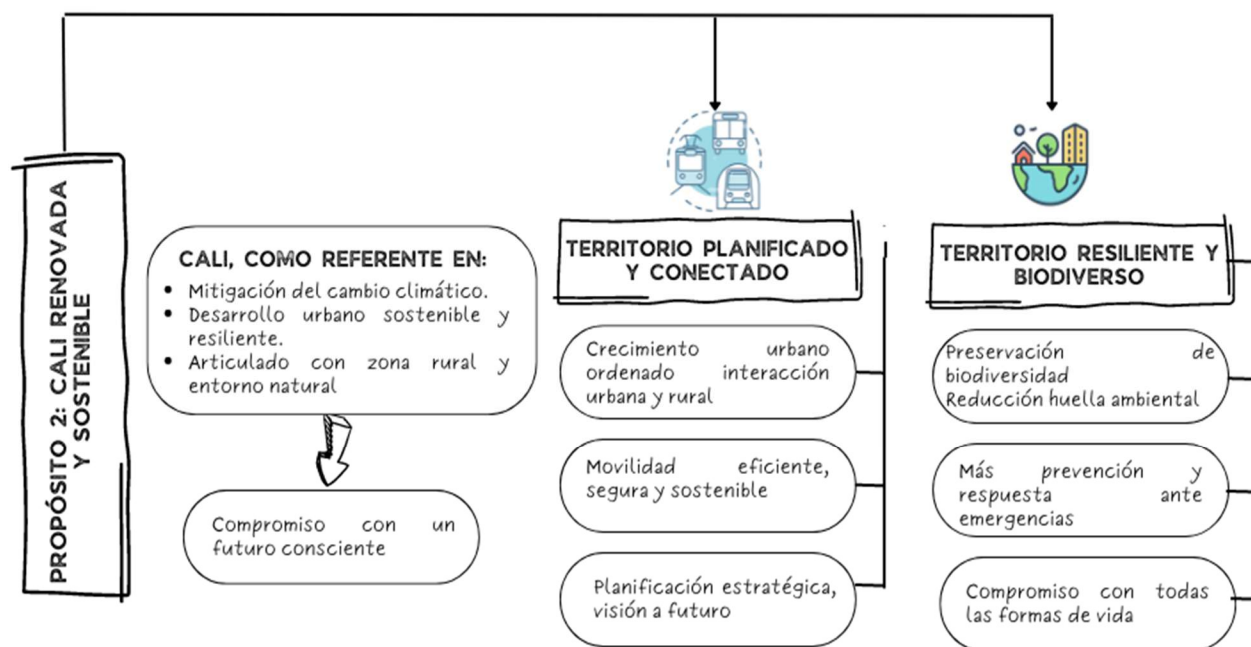 PROPÓSITO 2: CALI RENOVADA
Y SOSTENIBLE
CALI, COMO REFERENTE EN:
• Mitigación del cambio climático.
• Desarrollo urbano sostenible y
resiliente.
• Articulado con zona rural y
entorno natural
Compromiso con un
futuro consciente
TERRITORIO PLANIFICADO
Y CONECTADO
Crecimiento urbano
ordenado interacción
urbana y rural
Movilidad eficiente,
segura y sostenible
Planificación estratégica,
visión a futuro
TERRITORIO RESILIENTE Y
BIODIVERSO
Preservación de
biodiversidad
Reducción huella ambiental
Más prevención y
respuesta ante
emergencias
Compromiso con todas
las formas de vida